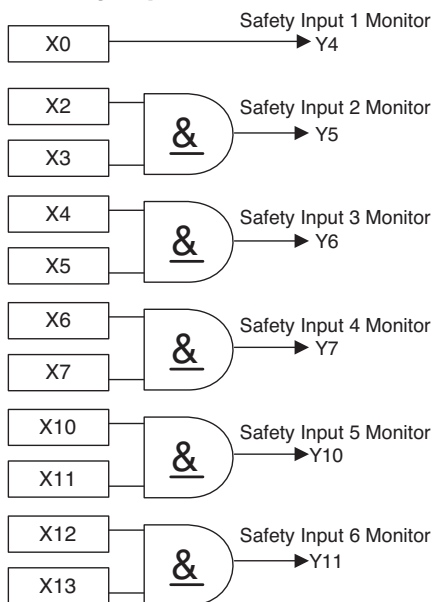 Safety Input 1 Monitor
X0
Y4
X2
Safety Input 2 Monitor
&
Y5
X3
X4
Safety Input 3 Monitor
&
Y6
X5
X6
Safety Input 4 Monitor
&
Y7
X7
X10
Safety Input 5 Monitor
&
Y10
X11
X12
Safety Input 6 Monitor
&
Y11
X13